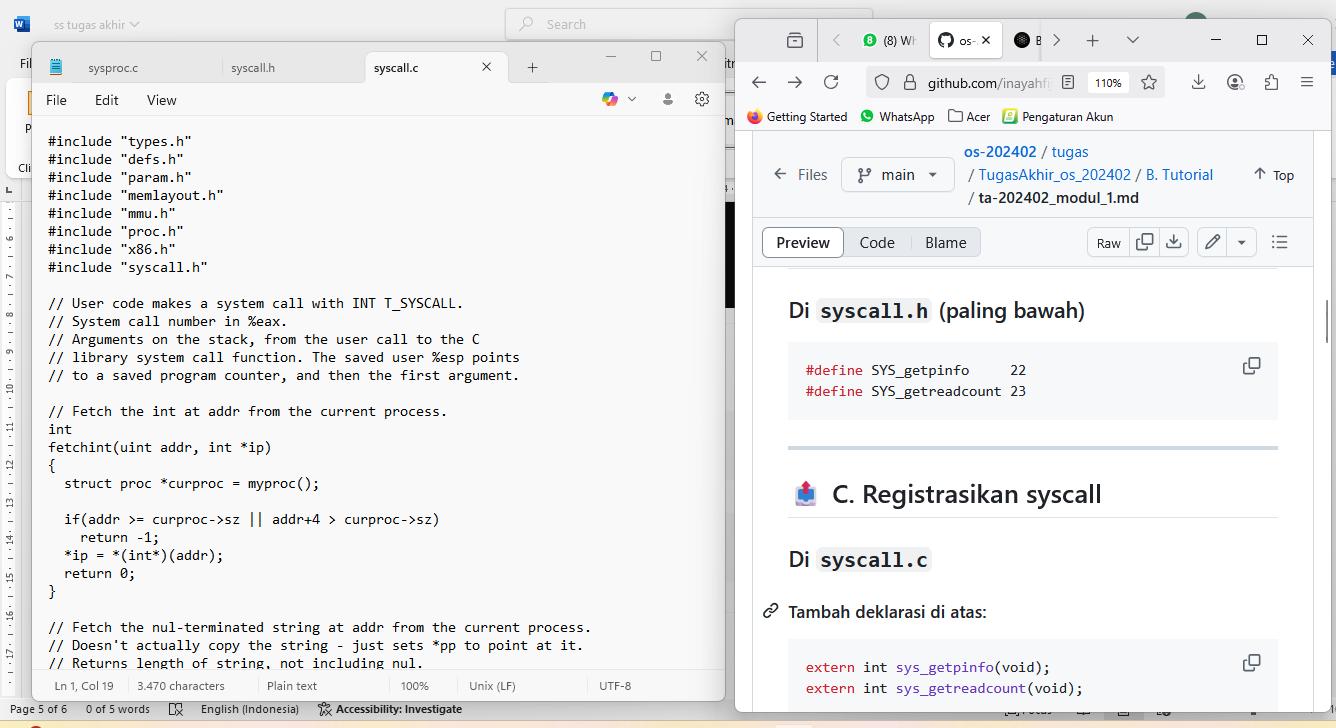 ss tugas akhir
Search
sysproc.c
syscall.h
syscall.c
File
Edit
View
#include "types.h"
#include "defs.h"
#include "param.h"
#include "memlayout.h"
#include "mmu.h"
#include "proc.h"
#include "x86.h"
#include "syscall.h"
// User code makes a system call with INT T_SYSCALL.
// System call number in %eax.
// Arguments on the stack, from the user call to the C
// library system call function. The saved user %esp points
// to a saved program counter, and then the first argument.
// Fetch the int at addr from the current process.
int
fetchint(uint addr, int *ip)
{
struct proc *curproc = myproc();
if(addr >= curproc->sz || addr+4 > curproc->sz)
return -1;
*ip = *(int*)(addr);
return 0;
}
// Fetch the nul-terminated string at addr from the current process.
// Doesn't actually copy the string - just sets *pp to point at it.
// Returns length of string, not including nul.
Ln 1, Col 19
3.470 characters
Plain text
100%
Unix (LF)
UTF-8
Page 5 of 6
0 of 5 words
English (Indonesia)
Accessibility: Investigate
(8) Wh
os-
github.com/inayahfi
110%
Getting Started
WhatsApp
Acer
Pengaturan Akun
Files
main
os-202402 / tugas
/ TugasAkhir_os_202402 / B. Tutorial
/ ta-202402_modul_1.md
Top
Preview
Code
Blame
Raw
Di syscall.h (paling bawah)
#define SYS_getpinfo     22
#define SYS_getreadcount 23
C. Registrasikan syscall
Di syscall.c
Tambah deklarasi di atas:
extern int sys_getpinfo(void);
extern int sys_getreadcount(void);